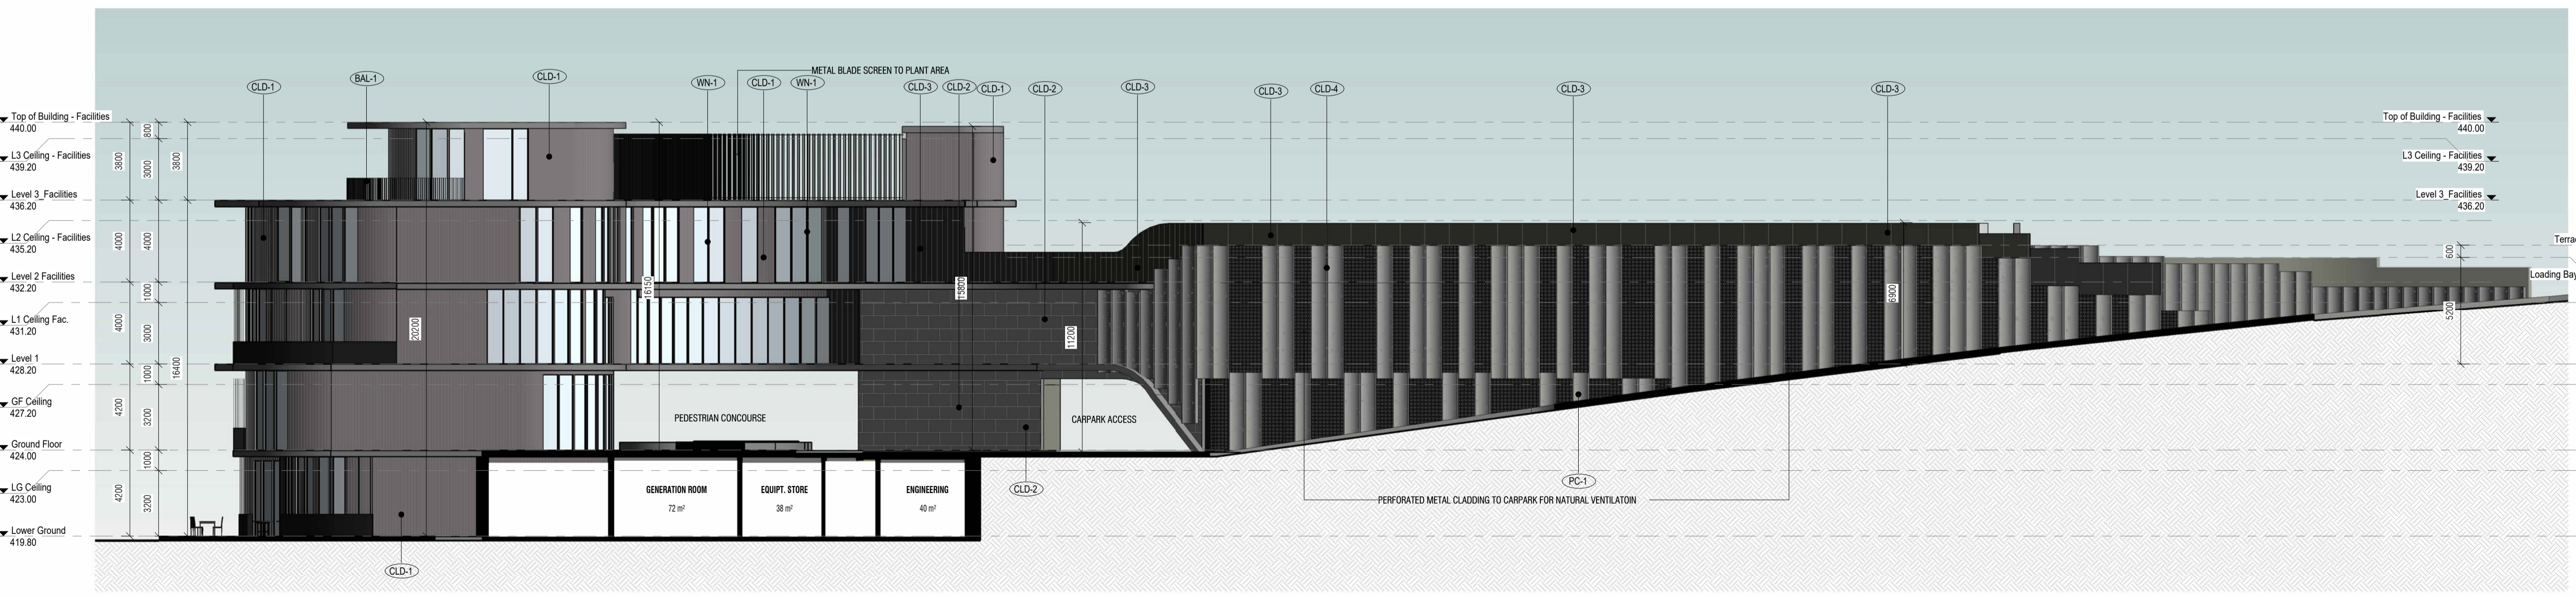 METAL BLADE SCREEN TO PLANT AREA
CLD-1
BAL-1
CLD-1
WN-1
CLD-1
WN-1
CLD-3
CLD-2
CLD-1
CLD-2
CLD-3
CLD-3
CLD-4
CLD-3
CLD-3
Top of Building - Facilities
440.00
L3 Ceiling - Facilities
439.20
Level 3_Facilities
436.20
L2 Ceiling - Facilities
435.20
Level 2 Facilities
432.20
L1 Ceiling Fac.
431.20
Level 1
428.20
GF Ceiling
427.20
Ground Floor
424.00
LG Ceiling
423.00
Lower Ground
419.80
3800
4000
4000
4200
4200
800
3000
4000
1000
3000
1000
3200
1000
3200
3800
16400
20200
16150
15800
11200
6900
600
5200
Top of Building - Facilities
440.00
L3 Ceiling - Facilities
439.20
Level 3_Facilities
436.20
Terra
Loading Bay
PEDESTRIAN CONCOURSE
CARPARK ACCESS
GENERATION ROOM
72 m²
EQUIPT. STORE
38 m²
ENGINEERING
40 m²
CLD-2
PC-1
PERFORATED METAL CLADDING TO CARPARK FOR NATURAL VENTILATOIN
CLD-1